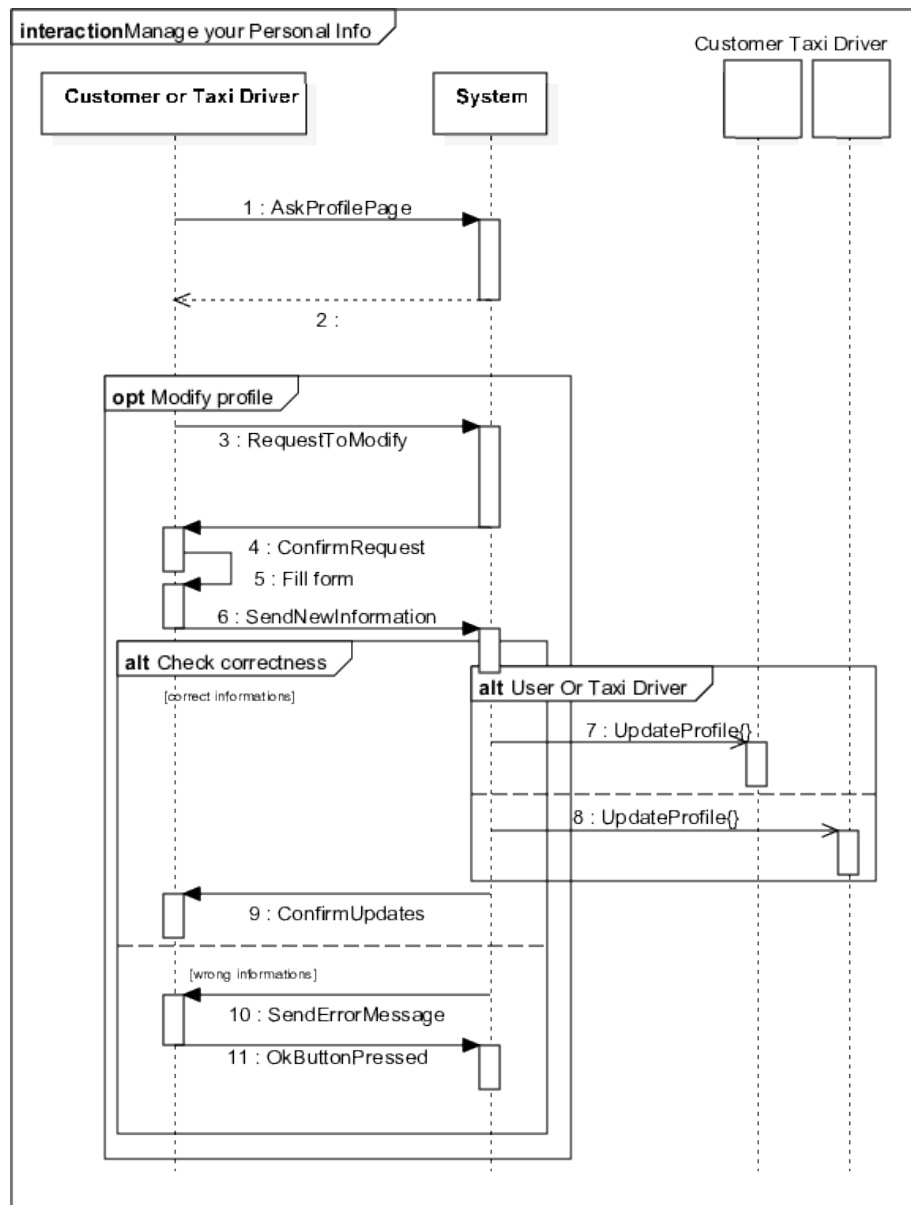 interactionManage your Personal Info
Customer Taxi Driver
Customer or Taxi Driver
System
1 : AskProfilePage
2 :
opt Modify profile
3 : RequestToModify
4 : ConfirmRequest
5 : Fill form
6 : SendNewInformation
alt Check correctness
alt User Or Taxi Driver
[correct informations]
7 : UpdateProfile{}
8 : UpdateProfile{}
9 : ConfirmUpdates
[wrong informations]
10 : SendErrorMessage
11 : OkButtonPressed